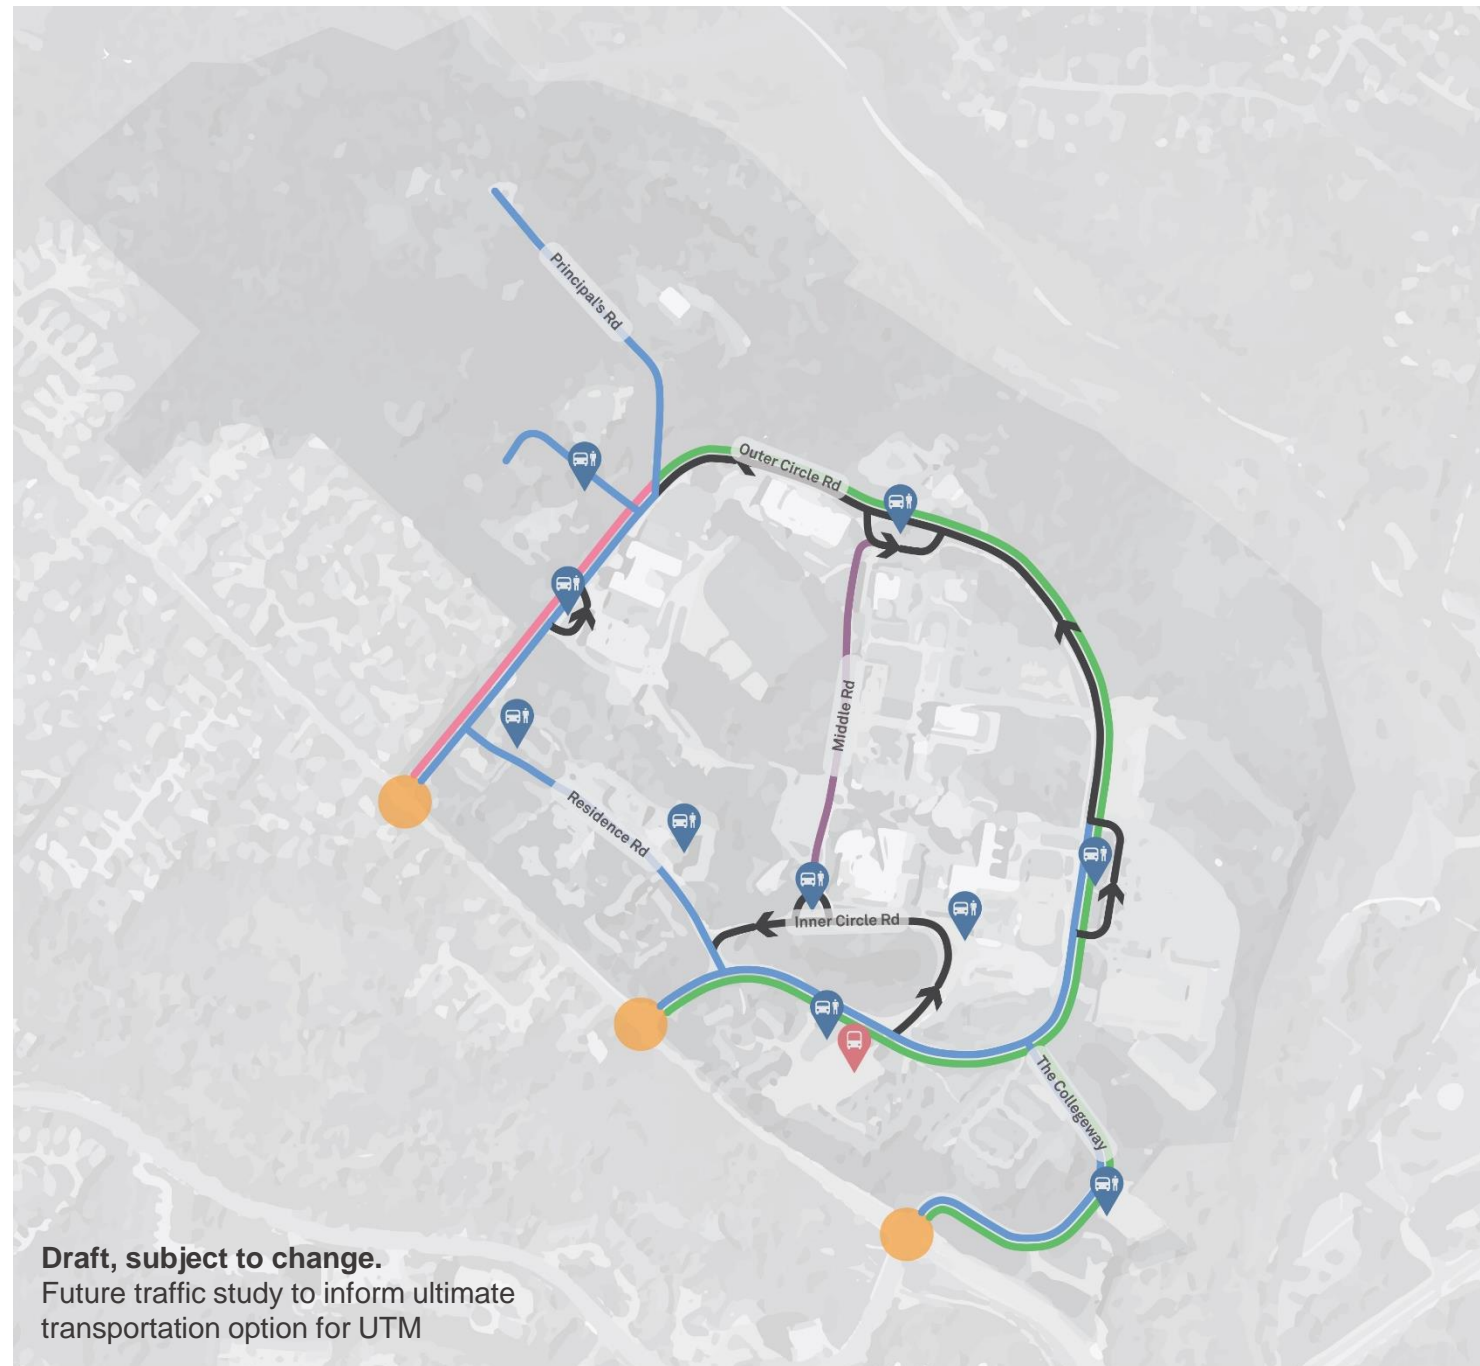 Principal's Rd
Outer Circle Rd
Middle Rd
Residence Rd
Inner Circle Rd
The Collegeway
Draft, subject to change.
Future traffic study to inform ultimate
transportation option for UTM